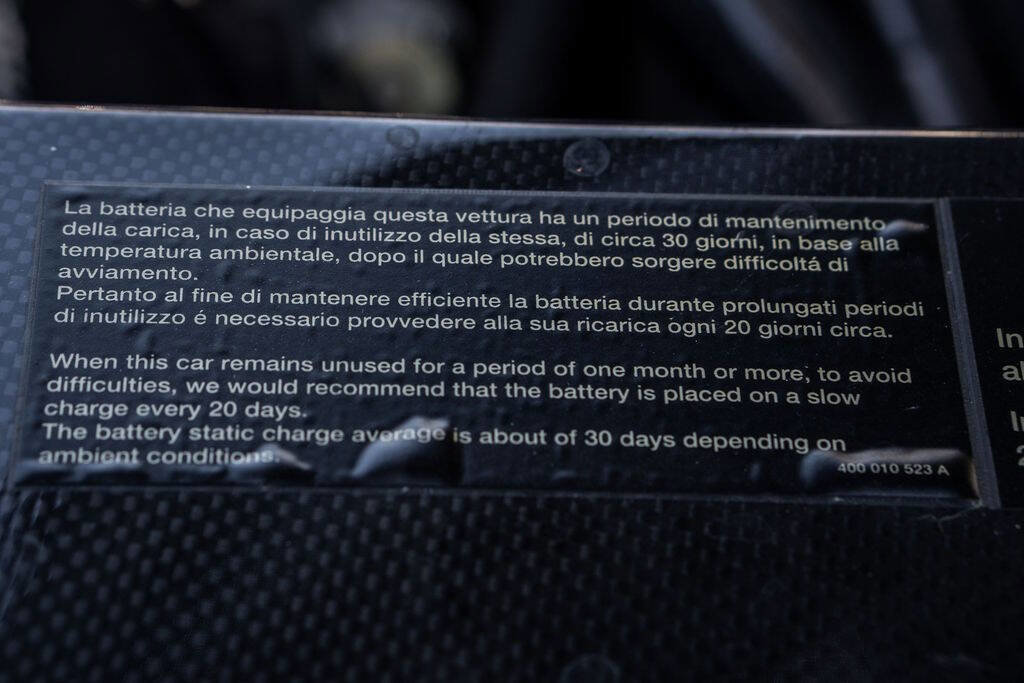 La batteria che equipaggia questa vettura ha un periodo di mantenimento
della carica, in caso di inutilizzo della stessa, di circa 30 giorni, in base alla
temperatura ambientale, dopo il quale potrebbero sorgere difficoltá di
avviamento.
Pertanto al fine di mantenere efficiente la batteria durante prolungati periodi
di inutilizzo é necessario provvedere alla sua ricarica ogni 20 giorni circa.
When this car remains unused for a period of one month or more, to avoid
difficulties, we would recommend that the battery is placed on a slow
charge every 20 days.
The battery static charge average is about of 30 days depending on
ambient conditions.
400 010 523 A
In